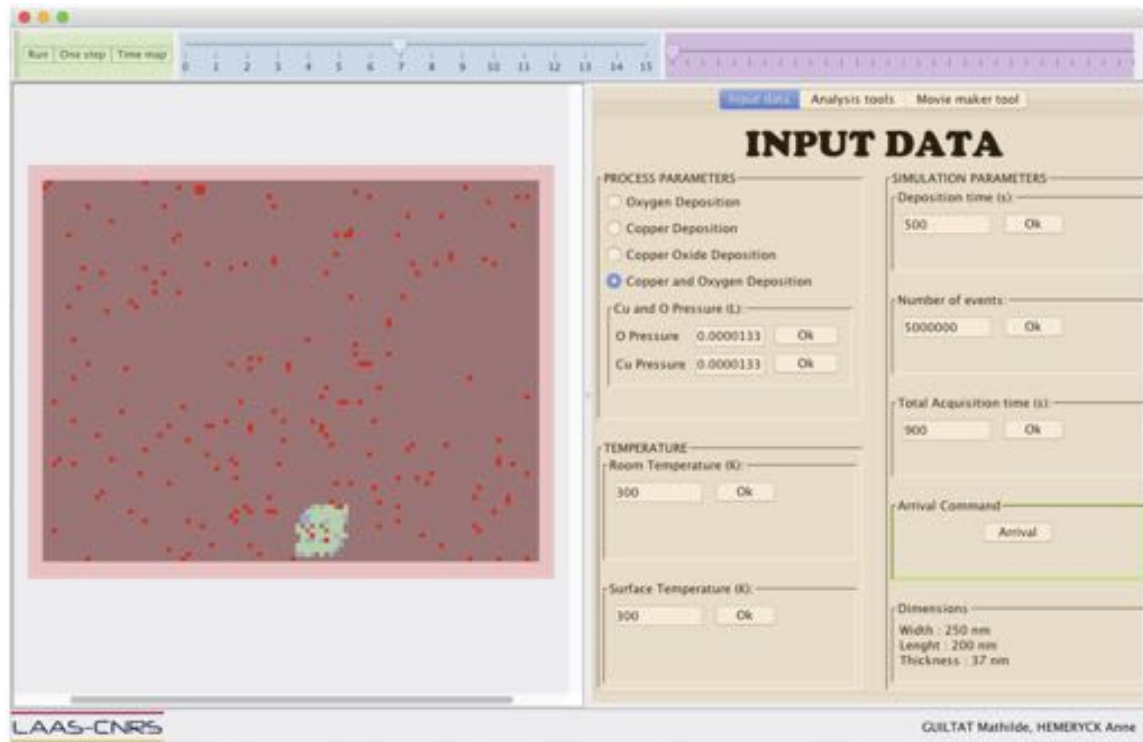 Run One step Time map
0 1 2 3 4 5 6 7 8 9 10 11 12 13 14 15
Input data Analysis tools Movie maker tool
INPUT DATA
PROCESS PARAMETERS
Oxygen Deposition
Copper Deposition
Copper Oxide Deposition
Copper and Oxygen Deposition
Cu and O Pressure (L):
O Pressure 0.0000133 Ok
Cu Pressure 0.0000133 Ok
TEMPERATURE
Room Temperature (K):
300 Ok
Surface Temperature (K):
300 Ok
SIMULATION PARAMETERS
Deposition time (s):
500 Ok
Number of events:
5000000 Ok
Total Acquisition time (s):
900 Ok
Arrival Command
Arrival
Dimensions
Width : 250 nm
Lenght : 200 nm
Thickness : 37 nm
LAAS-CNRS
GUILTAT Mathilde, HEMERYCK Anne